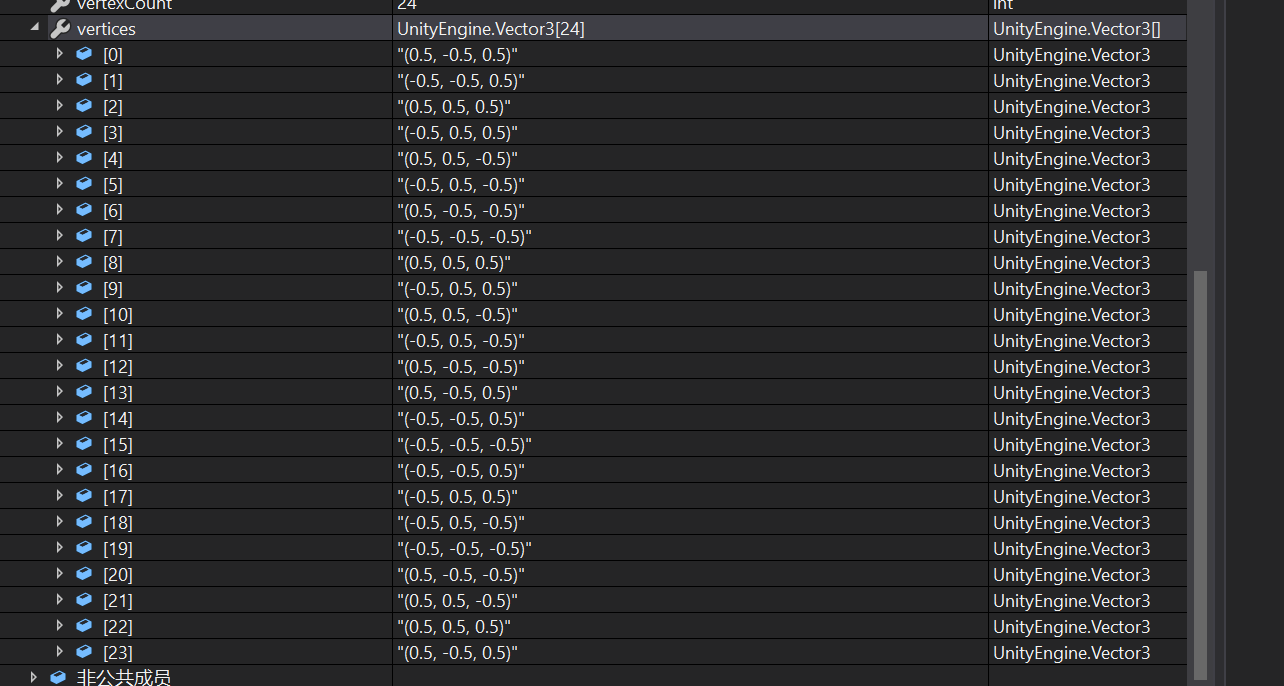 vertexCount 24 int
vertices UnityEngine.Vector3[24] UnityEngine.Vector3[]
[0] "(0.5, -0.5, 0.5)" UnityEngine.Vector3
[1] "(-0.5, -0.5, 0.5)" UnityEngine.Vector3
[2] "(0.5, 0.5, 0.5)" UnityEngine.Vector3
[3] "(-0.5, 0.5, 0.5)" UnityEngine.Vector3
[4] "(0.5, 0.5, -0.5)" UnityEngine.Vector3
[5] "(-0.5, 0.5, -0.5)" UnityEngine.Vector3
[6] "(0.5, -0.5, -0.5)" UnityEngine.Vector3
[7] "(-0.5, -0.5, -0.5)" UnityEngine.Vector3
[8] "(0.5, 0.5, 0.5)" UnityEngine.Vector3
[9] "(-0.5, 0.5, 0.5)" UnityEngine.Vector3
[10] "(0.5, 0.5, -0.5)" UnityEngine.Vector3
[11] "(-0.5, 0.5, -0.5)" UnityEngine.Vector3
[12] "(0.5, -0.5, -0.5)" UnityEngine.Vector3
[13] "(0.5, -0.5, 0.5)" UnityEngine.Vector3
[14] "(-0.5, -0.5, 0.5)" UnityEngine.Vector3
[15] "(-0.5, -0.5, -0.5)" UnityEngine.Vector3
[16] "(-0.5, -0.5, 0.5)" UnityEngine.Vector3
[17] "(-0.5, 0.5, 0.5)" UnityEngine.Vector3
[18] "(-0.5, 0.5, -0.5)" UnityEngine.Vector3
[19] "(-0.5, -0.5, -0.5)" UnityEngine.Vector3
[20] "(0.5, -0.5, -0.5)" UnityEngine.Vector3
[21] "(0.5, 0.5, -0.5)" UnityEngine.Vector3
[22] "(0.5, 0.5, 0.5)" UnityEngine.Vector3
[23] "(0.5, -0.5, 0.5)" UnityEngine.Vector3
非公共成员